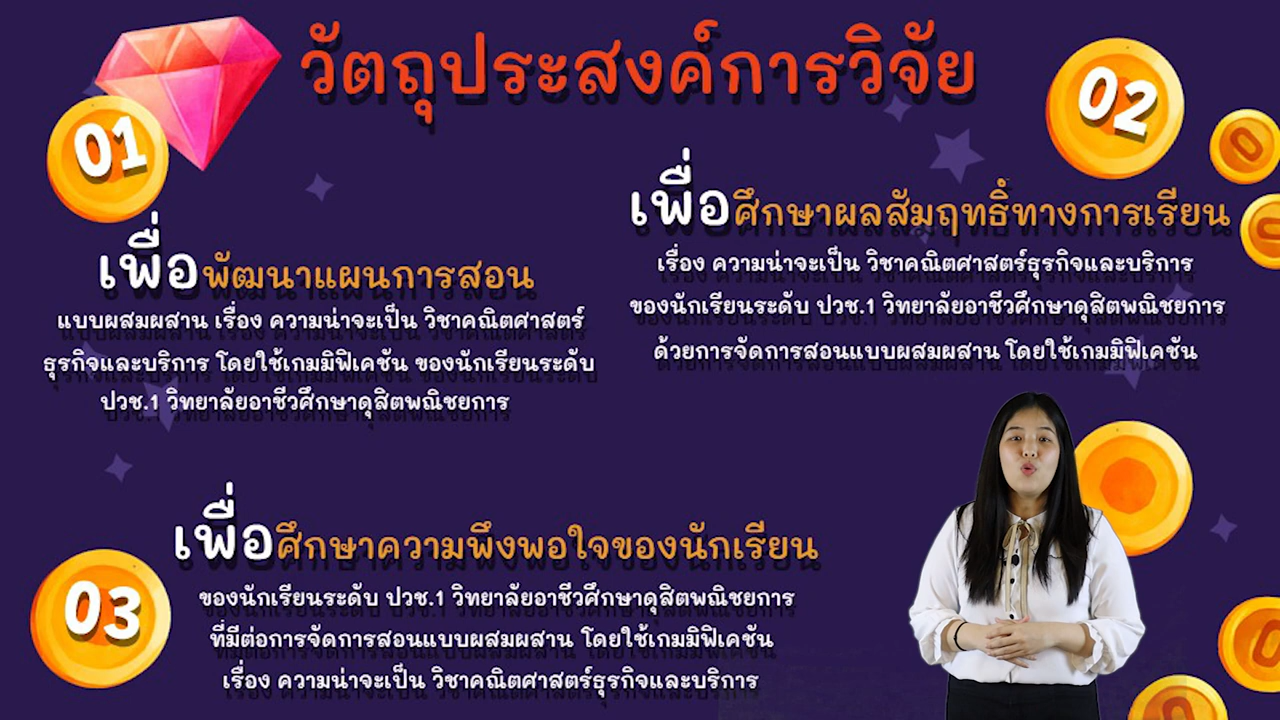 วัตถุประสงค์การวิจัย
01
เพื่อพัฒนาแผนการสอน
แบบผสมผสาน เรื่อง ความน่าจะเป็น วิชาคณิตศาสตร์
ธุรกิจและบริการ โดยใช้เกมมิฟิเคชัน ของนักเรียนระดับ
ปวช.1 วิทยาลัยอาชีวศึกษาดุสิตพณิชยการ
02
เพื่อศึกษาผลสัมฤทธิ์ทางการเรียน
เรื่อง ความน่าจะเป็น วิชาคณิตศาสตร์ธุรกิจและบริการ
ของนักเรียนระดับ ปวช.1 วิทยาลัยอาชีวศึกษาดุสิตพณิชยการ
ด้วยการจัดการสอนแบบผสมผสาน โดยใช้เกมมิฟิเคชัน
03
เพื่อศึกษาความพึงพอใจของนักเรียน
ของนักเรียนระดับ ปวช.1 วิทยาลัยอาชีวศึกษาดุสิตพณิชยการ
ที่มีต่อการจัดการสอนแบบผสมผสาน โดยใช้เกมมิฟิเคชัน
เรื่อง ความน่าจะเป็น วิชาคณิตศาสตร์ธุรกิจและบริการ